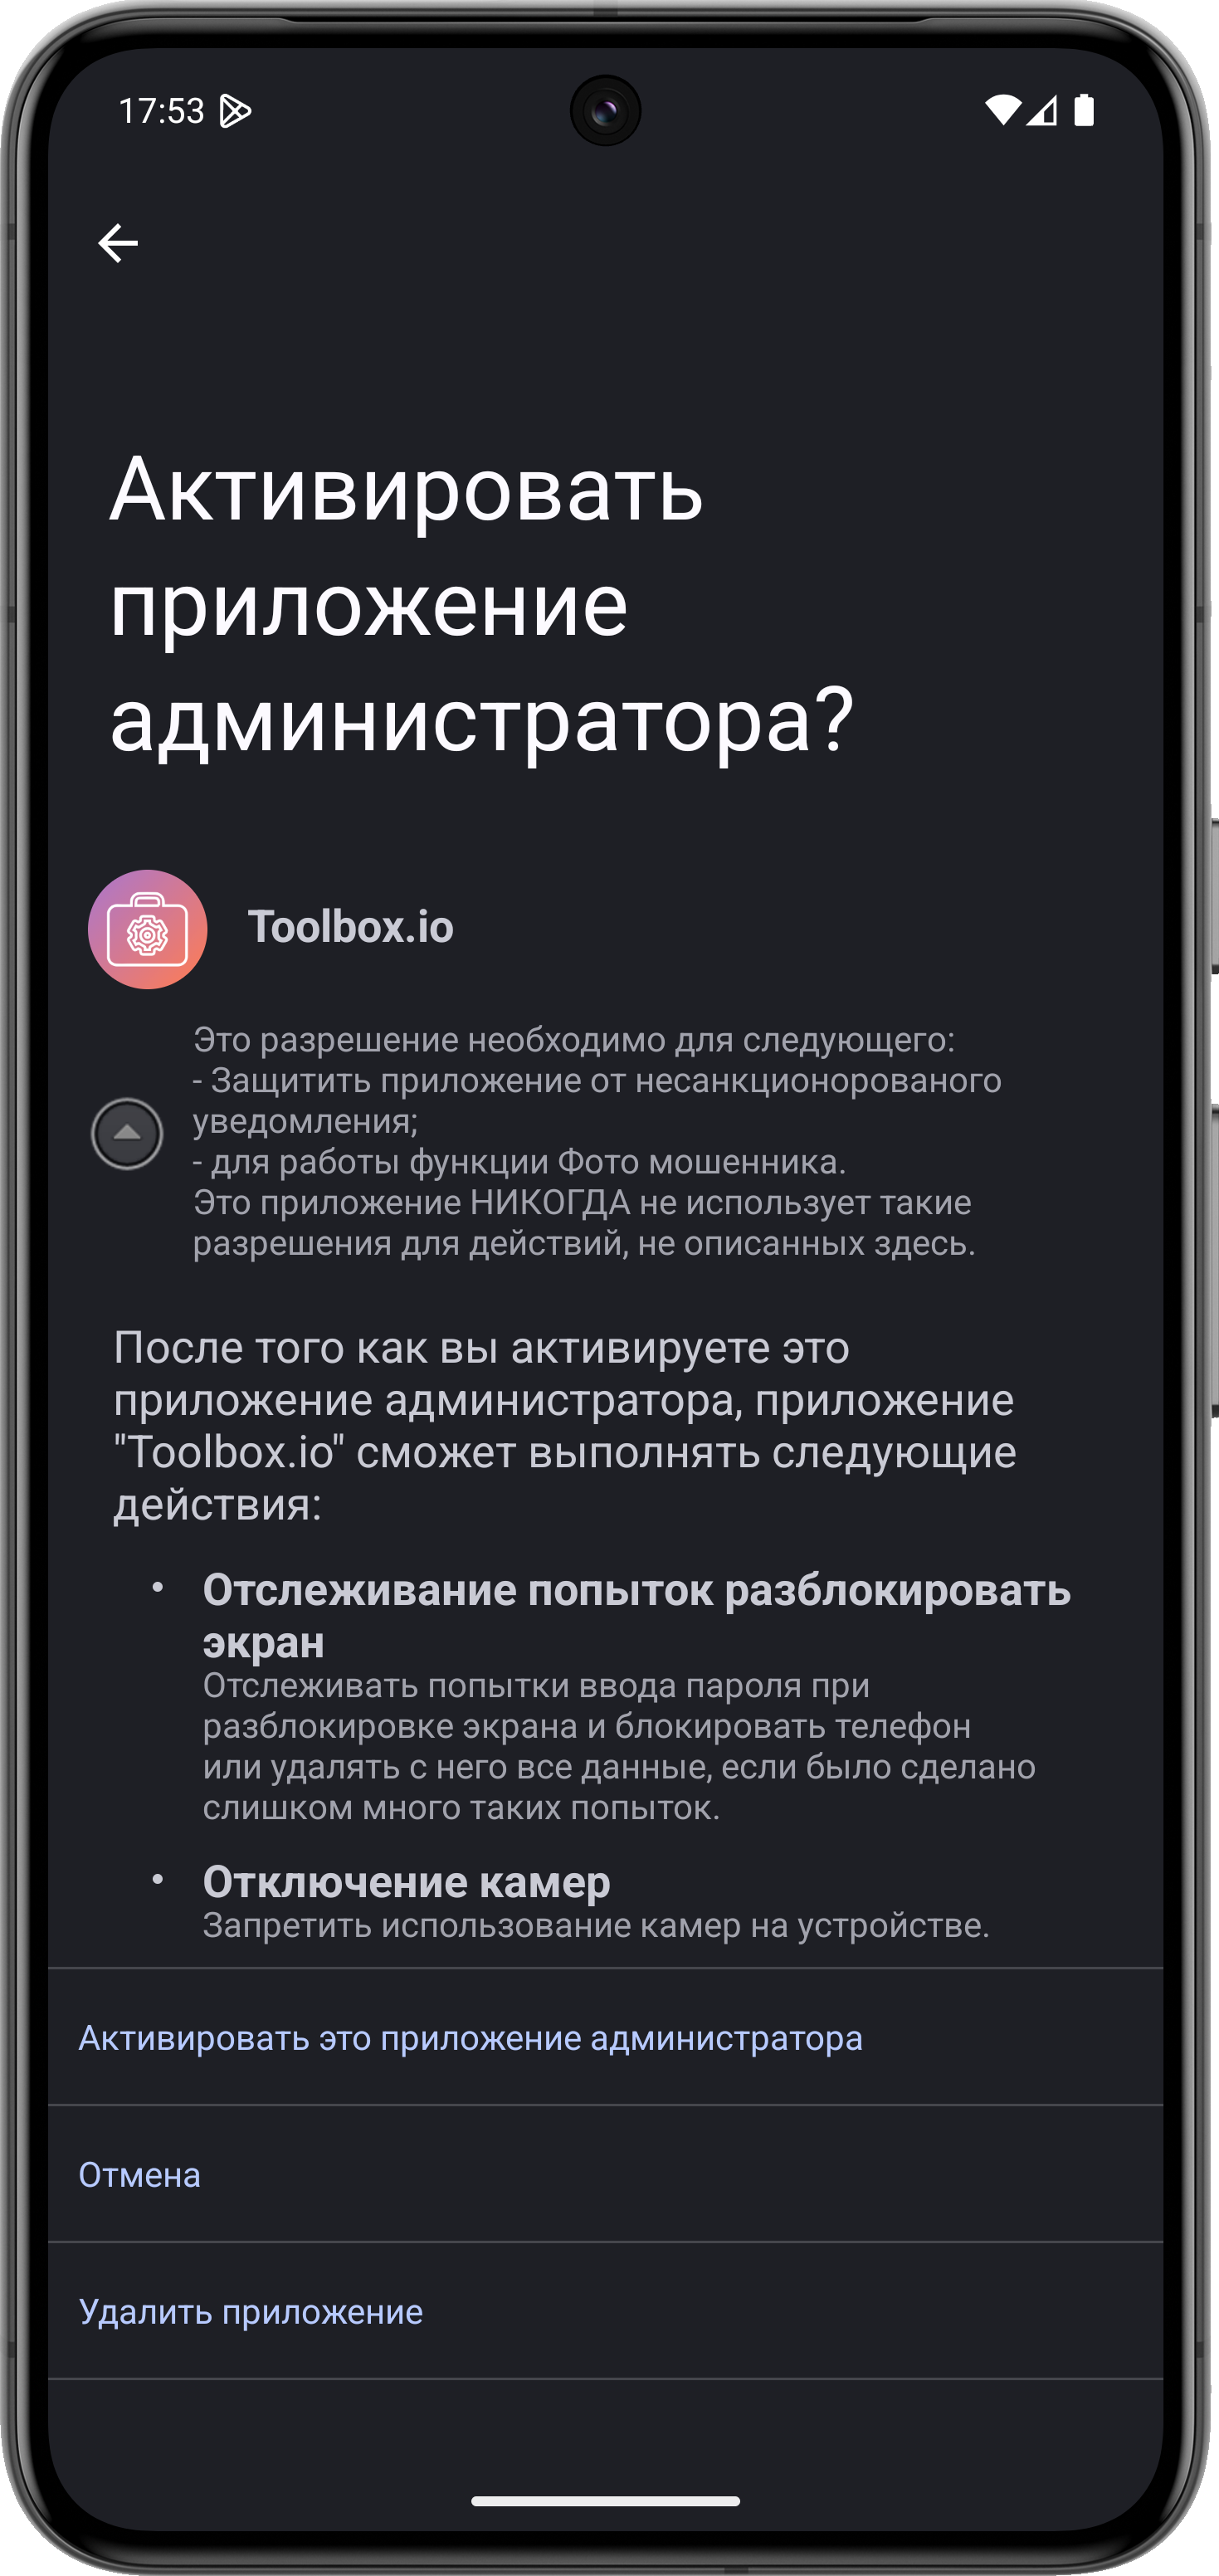 17:53
Активировать
приложение
администратора?
Toolbox.io
Это разрешение необходимо для следующего:
- Защитить приложение от несанкционорованого
уведомления;
- для работы функции Фото мошенника.
Это приложение НИКОГДА не использует такие
разрешения для действий, не описанных здесь.
После того как вы активируете это
приложение администратора, приложение
"Toolbox.io" сможет выполнять следующие
действия:
• Отслеживание попыток разблокировать
экран
Отслеживать попытки ввода пароля при
разблокировке экрана и блокировать телефон
или удалять с него все данные, если было сделано
слишком много таких попыток.
• Отключение камер
Запретить использование камер на устройстве.
Активировать это приложение администратора
Отмена
Удалить приложение